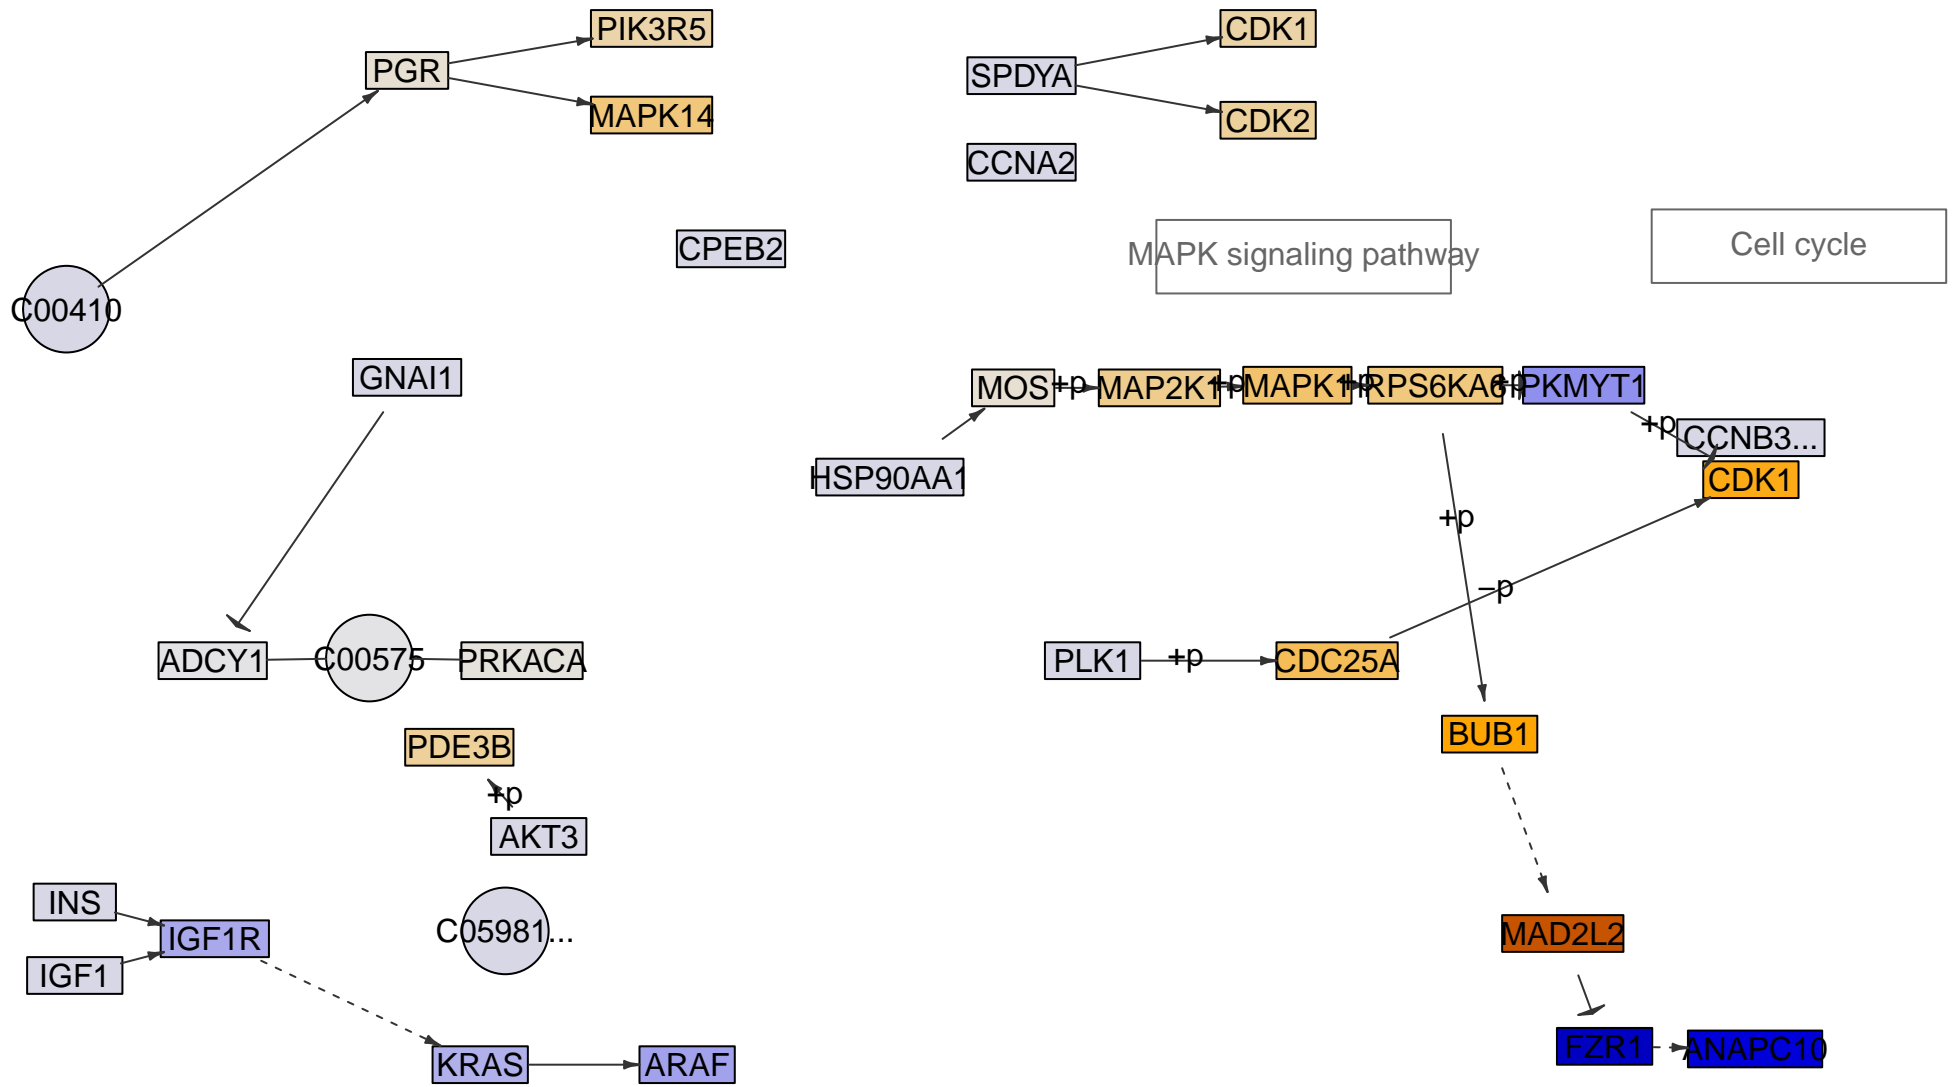 PIK3R5
CDK1
PGR
SPDYA
MAPK14
CDK2
CCNA2
CPEB2
MAPK signaling pathway
Cell cycle
C00410
GNAI1
MOS
+p
MAP2K1
+p
MAPK1
+p
RPS6KA6
+p
PKMYT1
+p
CCNB3...
HSP90AA1
CDK1
+p
−p
ADCY1
C00575
PRKACA
PLK1
+p
CDC25A
PDE3B
BUB1
+p
AKT3
INS
IGF1R
C05981...
MAD2L2
IGF1
KRAS
ARAF
FZR1
ANAPC10